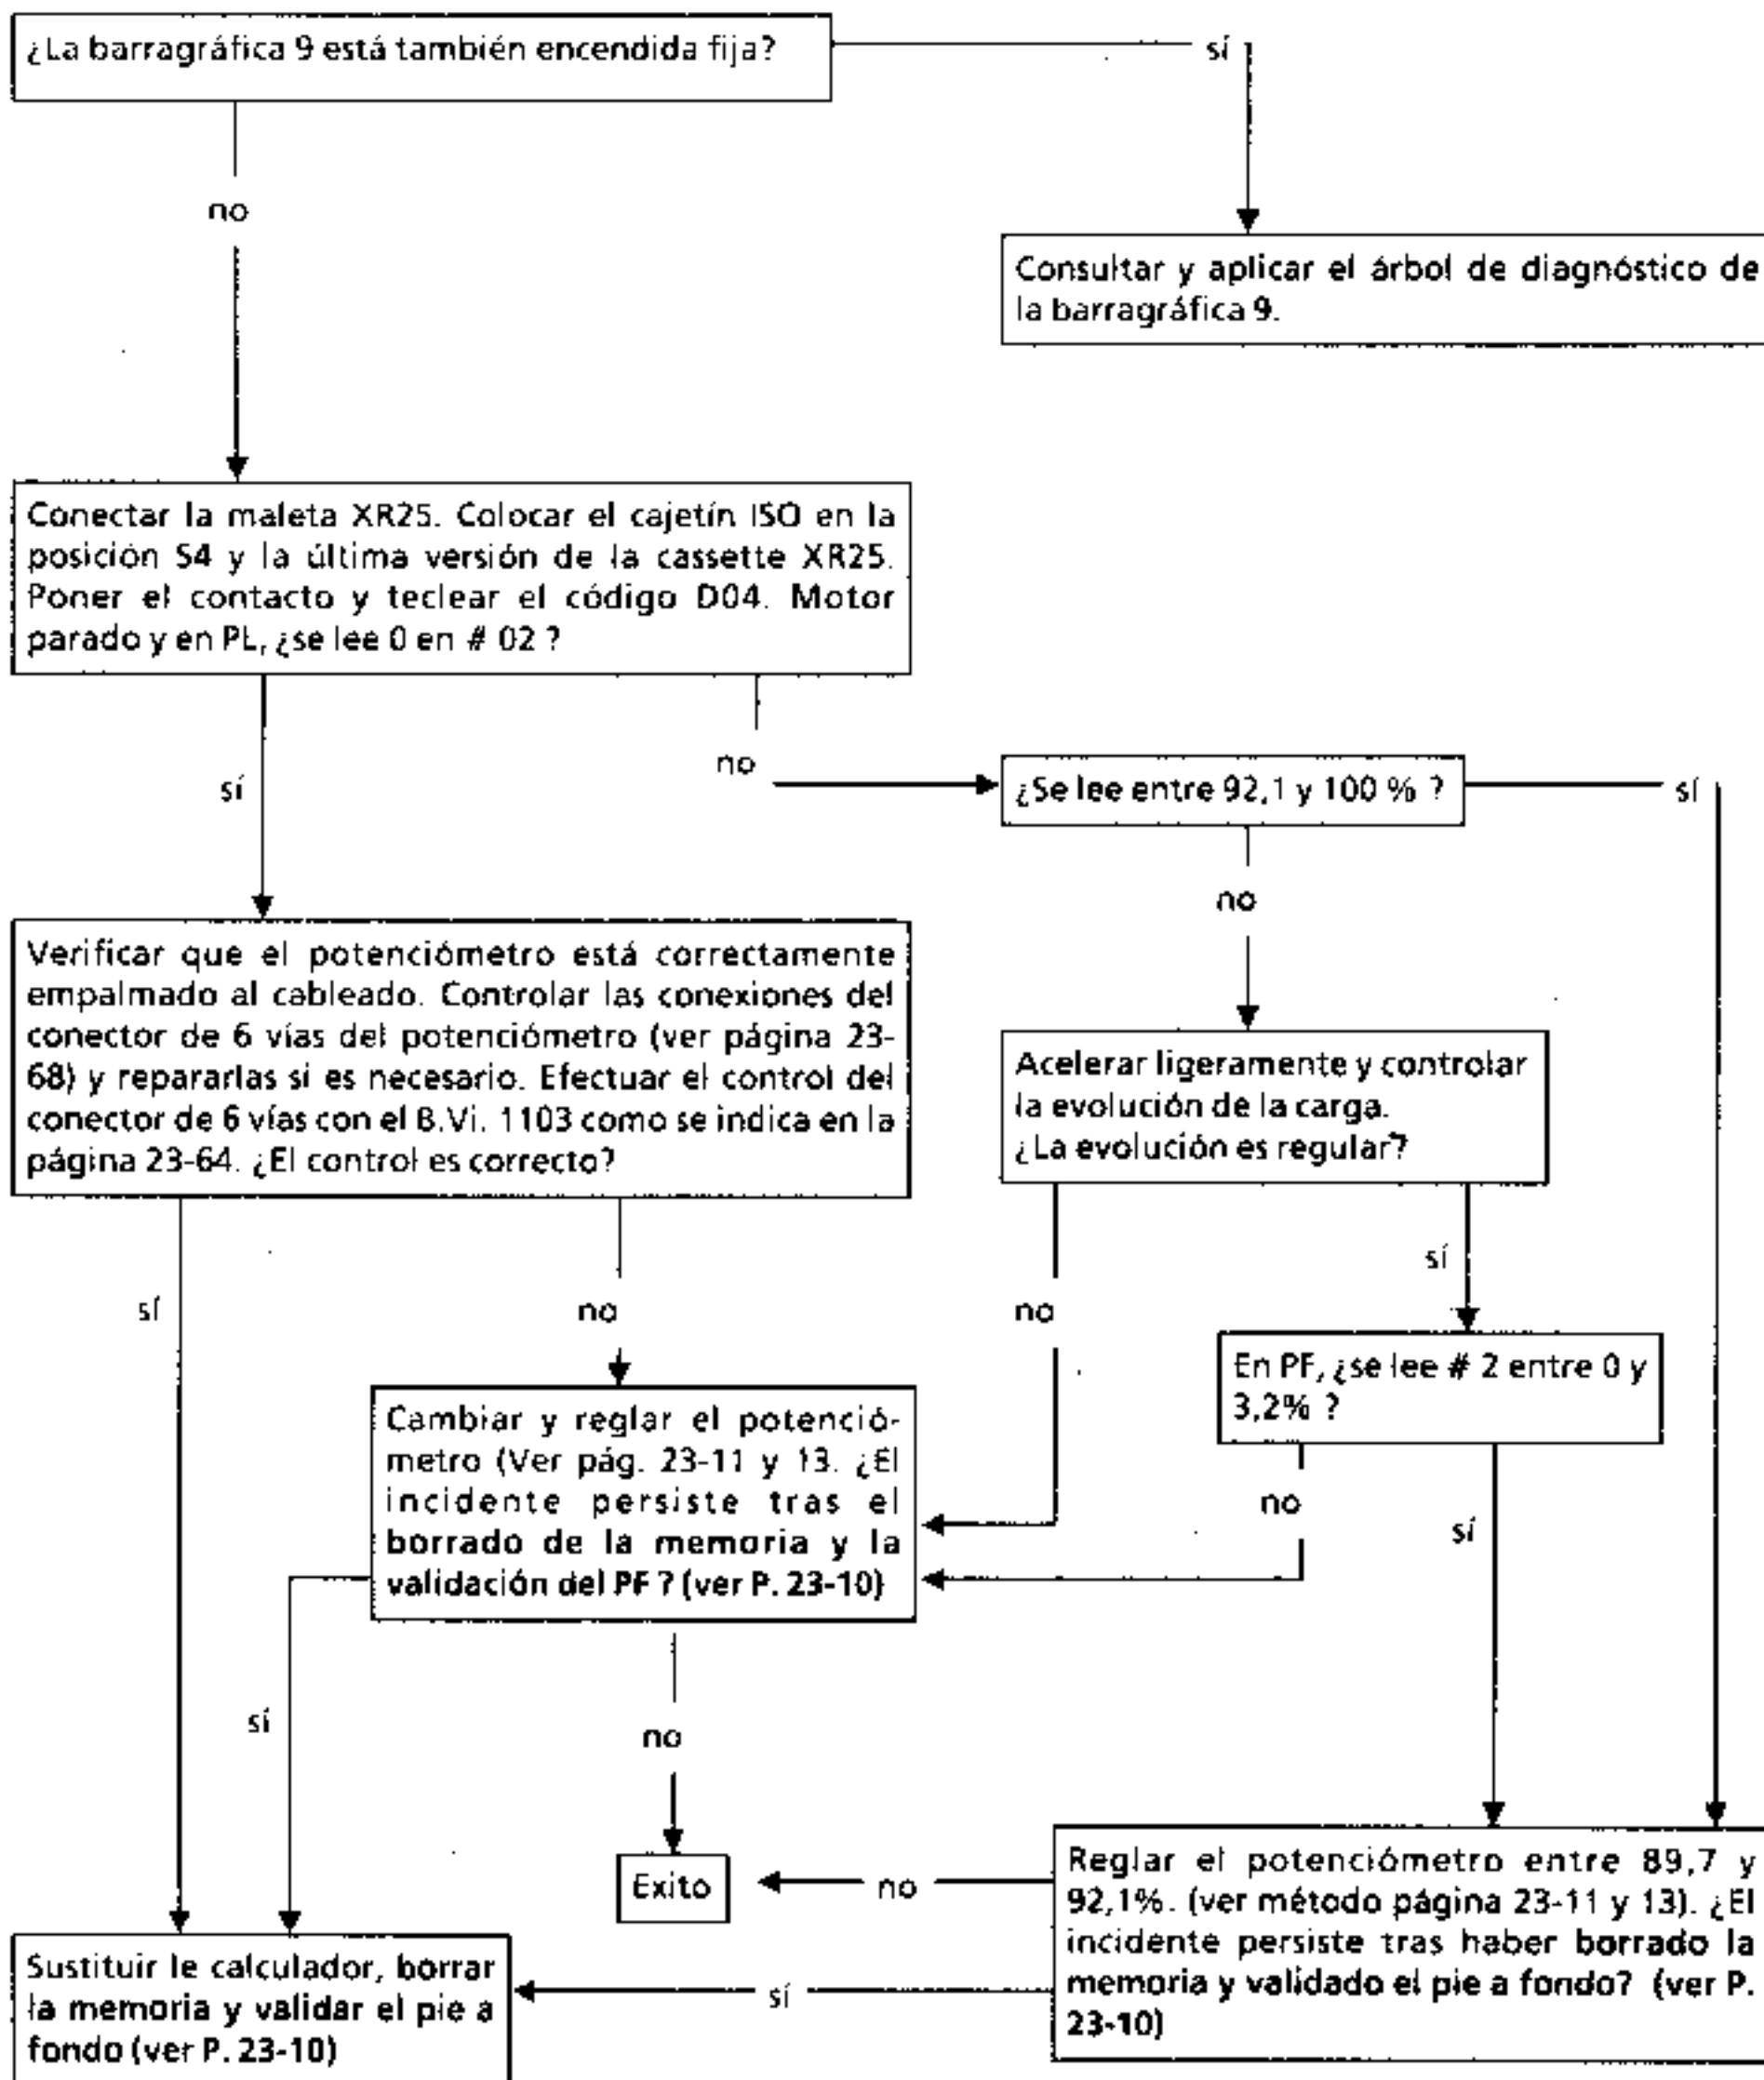 ¿La barragráfica 9 está también encendida fija?
sí
no
Consultar y aplicar el árbol de diagnóstico de
la barragráfica 9.
Conectar la maleta XR25. Colocar el cajetín ISO en la
posición S4 y la última versión de la cassette XR25.
Poner el contacto y teclear el código D04. Motor
parado y en PL, ¿se lee 0 en # 02 ?
sí
no
¿Se lee entre 92,1 y 100 % ?
sí
no
Verificar que el potenciómetro está correctamente
empalmado al cableado. Controlar las conexiones del
conector de 6 vías del potenciómetro (ver página 23-
68) y repararlas si es necesario. Efectuar el control del
conector de 6 vías con el B.Vi. 1103 como se indica en la
página 23-64. ¿El control es correcto?
Acelerar ligeramente y controlar
la evolución de la carga.
¿La evolución es regular?
sí
no
no
sí
En PF, ¿se lee # 2 entre 0 y
3,2% ?
Cambiar y reglar el potenció-
metro (Ver pág. 23-11 y 13. ¿El
incidente persiste tras el
borrado de la memoria y la
validación del PF ? (ver P. 23-10)
no
sí
sí
no
Exito
no
Reglar el potenciómetro entre 89,7 y
92,1%. (ver método página 23-11 y 13). ¿El
incidente persiste tras haber borrado la
memoria y validado el pie a fondo? (ver P.
23-10)
sí
Sustituir le calculador, borrar
la memoria y validar el pie a
fondo (ver P. 23-10)